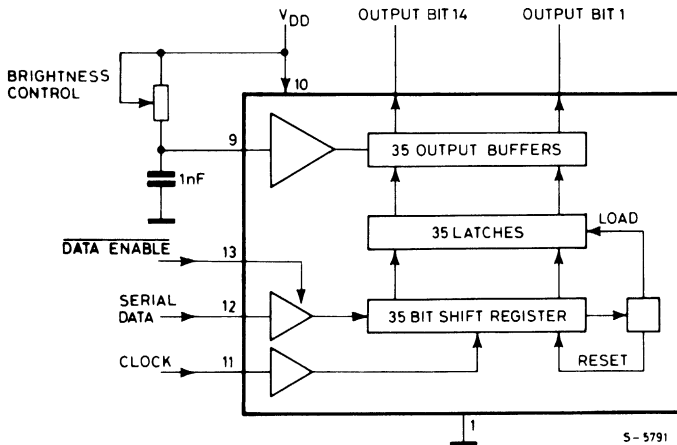 OUTPUT BIT 14
OUTPUT BIT 1
VDD
10
BRIGHTNESS
CONTROL
9
35 OUTPUT BUFFERS
1nF
LOAD
35 LATCHES
DATA ENABLE
13
SERIAL
DATA
12
35 BIT SHIFT REGISTER
CLOCK
11
RESET
1
S-5791